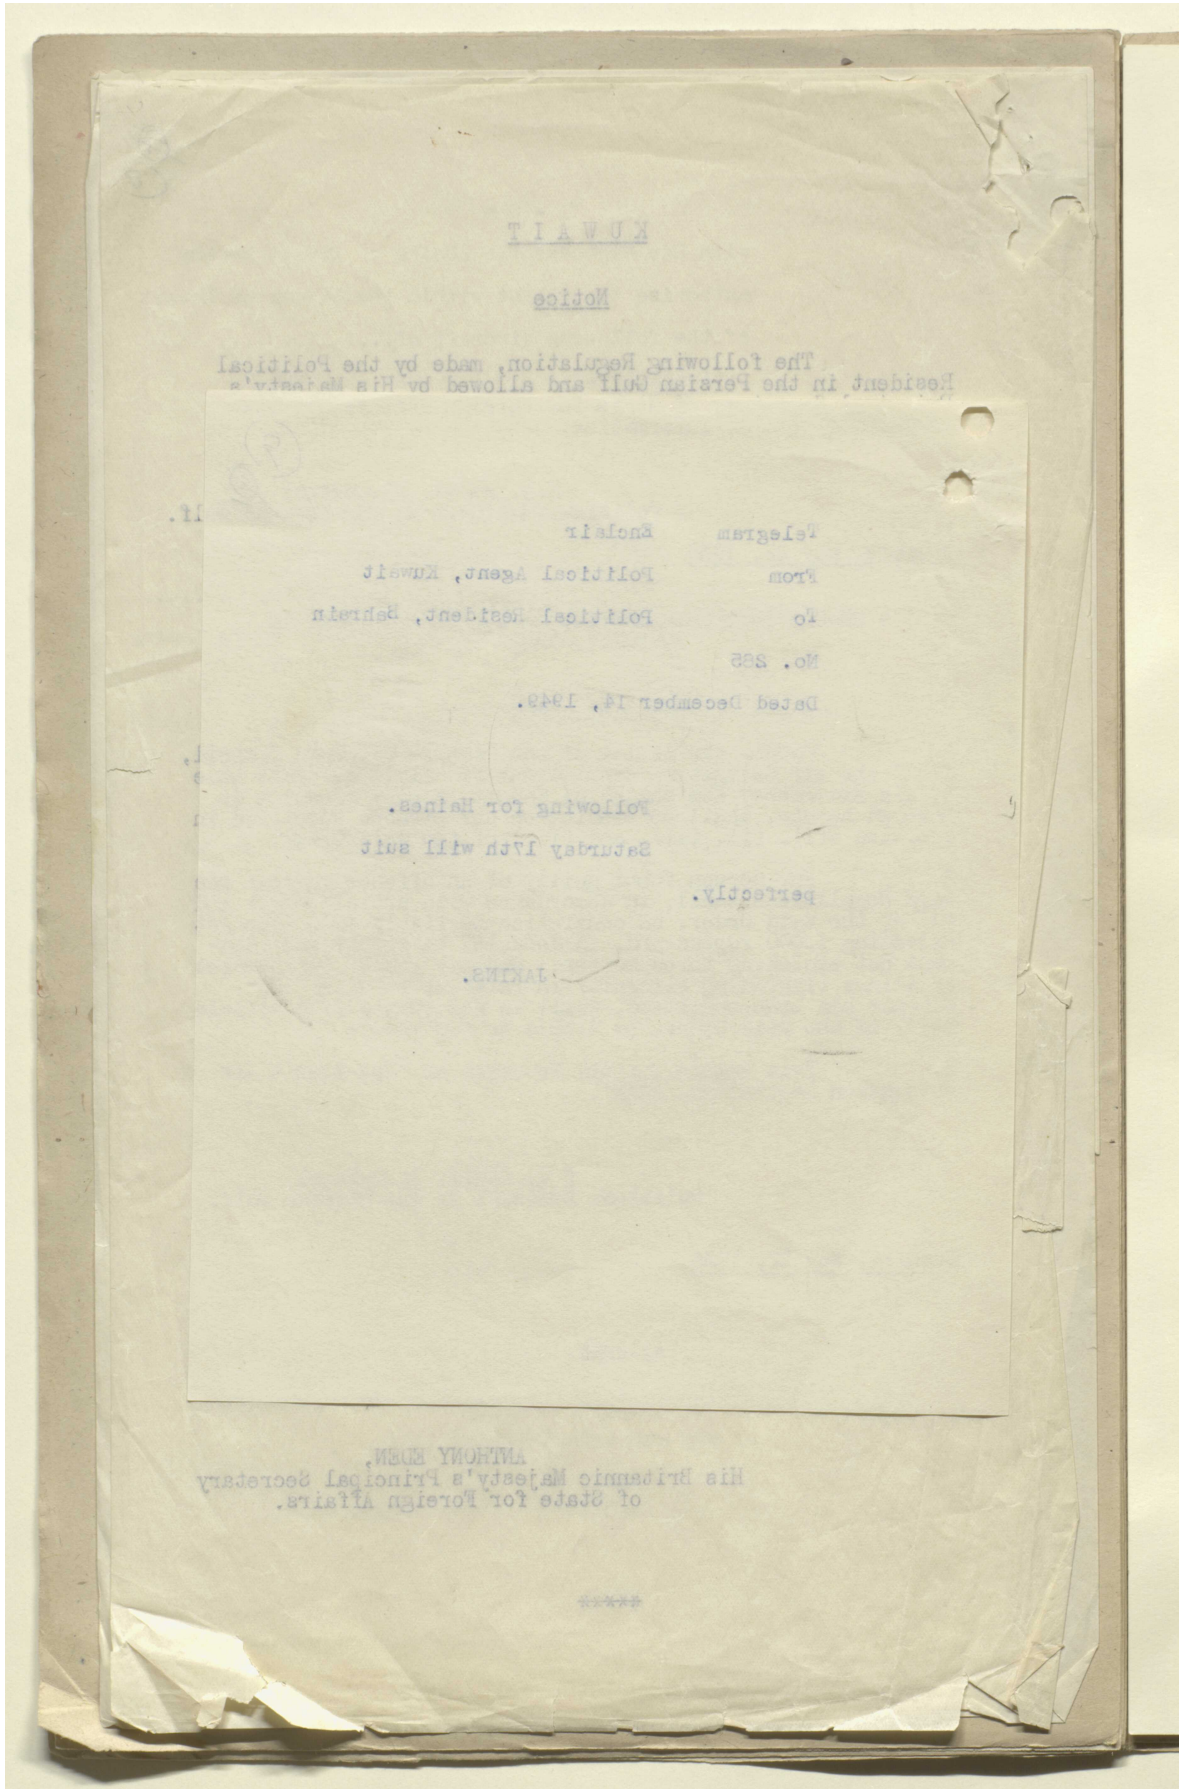 KUWAIT
Notice
The following Regulation, made by the Political
Resident in the Persian Gulf and allowed by His Majesty's
lf.
Telegram Enclair
From Political Agent, Kuwait
To Political Resident, Bahrain
No. 285
Dated December 14, 1949.
Following for Haines.
Saturday 17th will suit
perfectly.
JAKINS.
ANTHONY EDEN,
His Britannic Majesty's Principal Secretary
of State for Foreign Affairs.